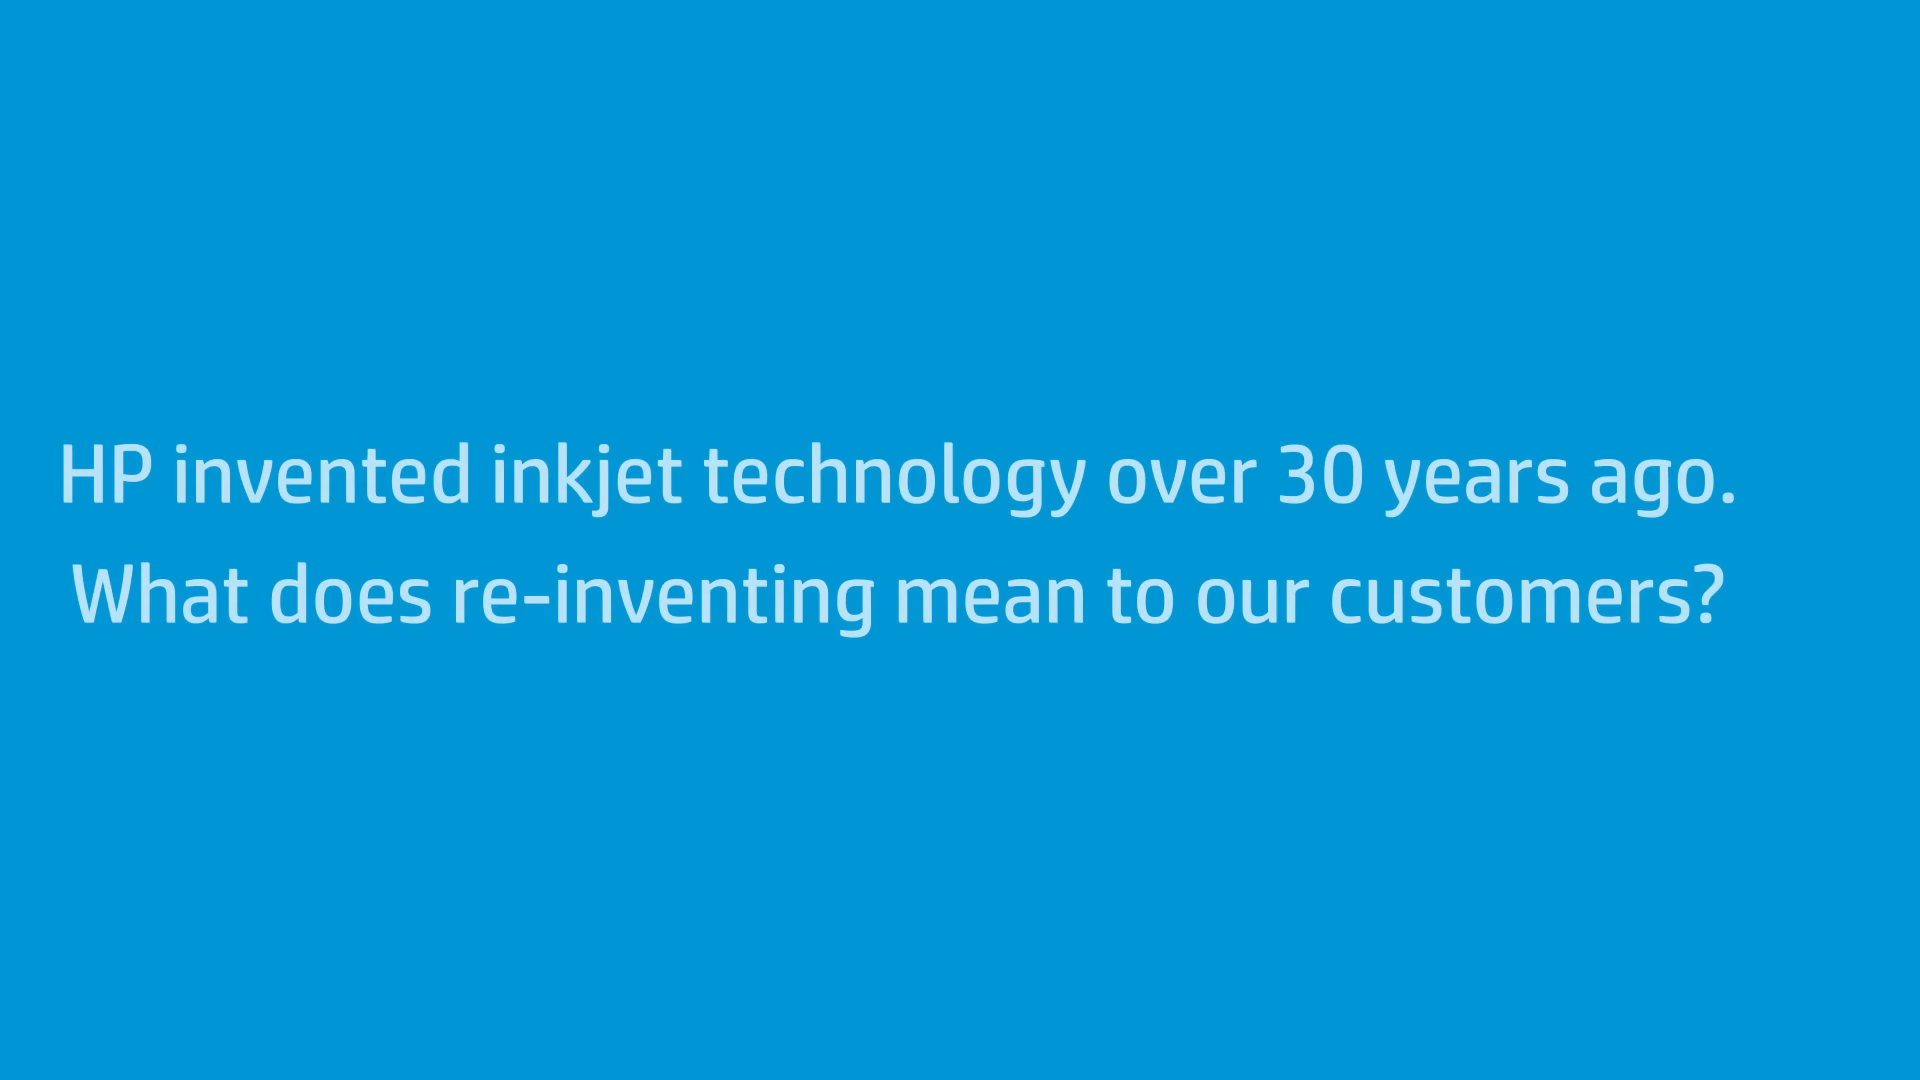 HP invented inkjet technology over 30 years ago.
What does re-inventing mean to our customers?